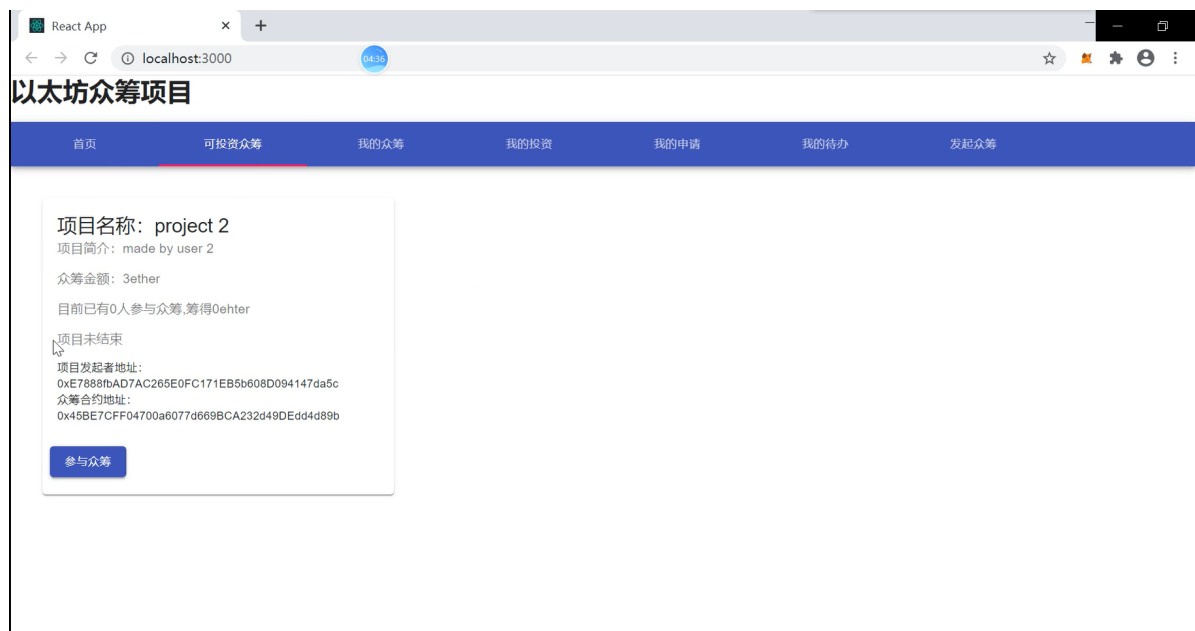 React App
localhost:3000
04:36
以太坊众筹项目
首页 可投资众筹 我的众筹 我的投资 我的申请 我的待办 发起众筹
项目名称：project 2
项目简介：made by user 2
众筹金额：3ether
目前已有0人参与众筹,筹得0ehter
项目未结束
项目发起者地址：
0xE7888fbAD7AC265E0FC171EB5b608D094147da5c
众筹合约地址：
0x45BE7CFF04700a6077d669BCA232d49DEdd4d89b
参与众筹